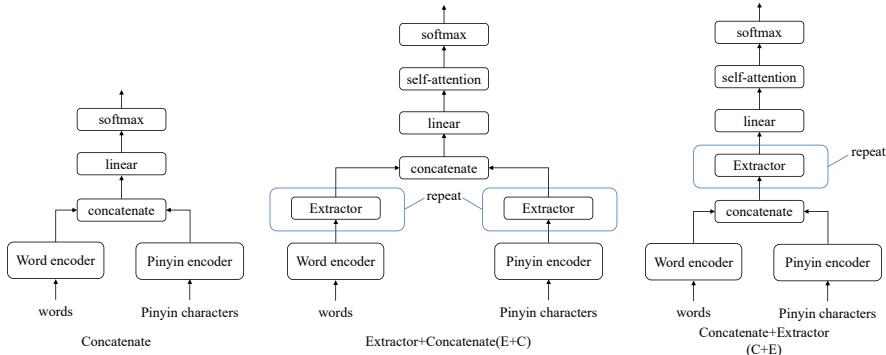 softmax
linear
concatenate
Word encoder
Pinyin encoder
words
Pinyin characters
Concatenate
softmax
self-attention
linear
concatenate
repeat
Extractor
Extractor
Word encoder
Pinyin encoder
words
Pinyin characters
Extractor+Concatenate(E+C)
softmax
self-attention
linear
repeat
Extractor
concatenate
Word encoder
Pinyin encoder
words
Pinyin characters
Concatenate+Extractor
(C+E)